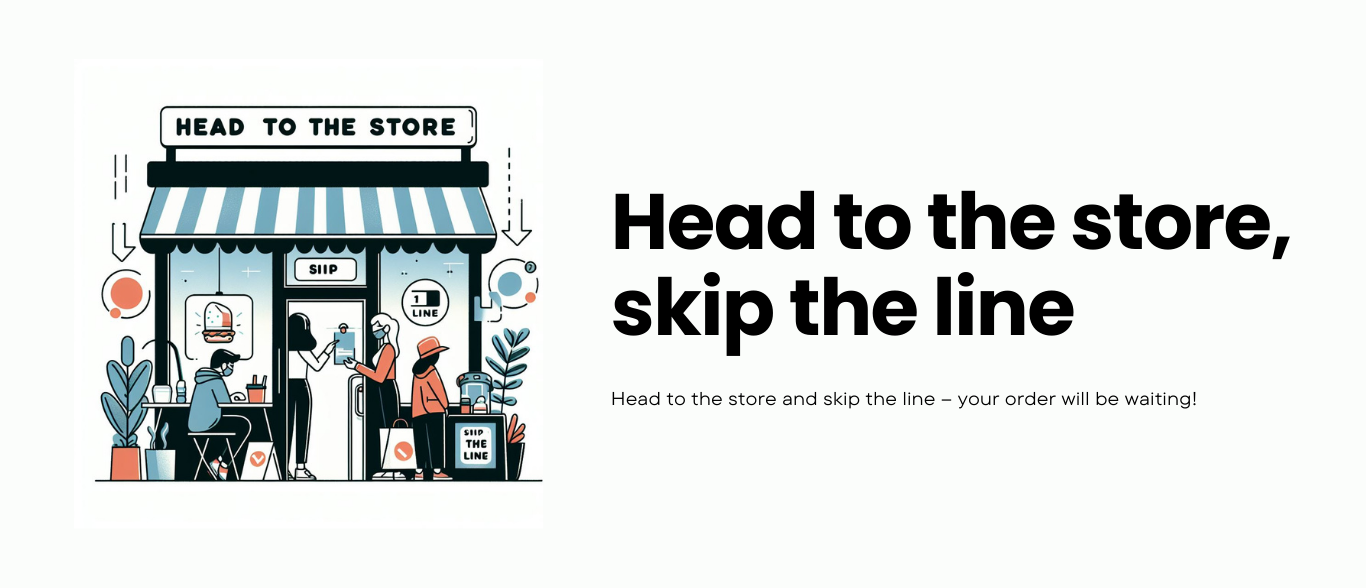 HEAD TO THE STORE
SIIP
1
LINE
2
SIIP
THE
LINE
Head to the store,
skip the line
Head to the store and skip the line – your order will be waiting!